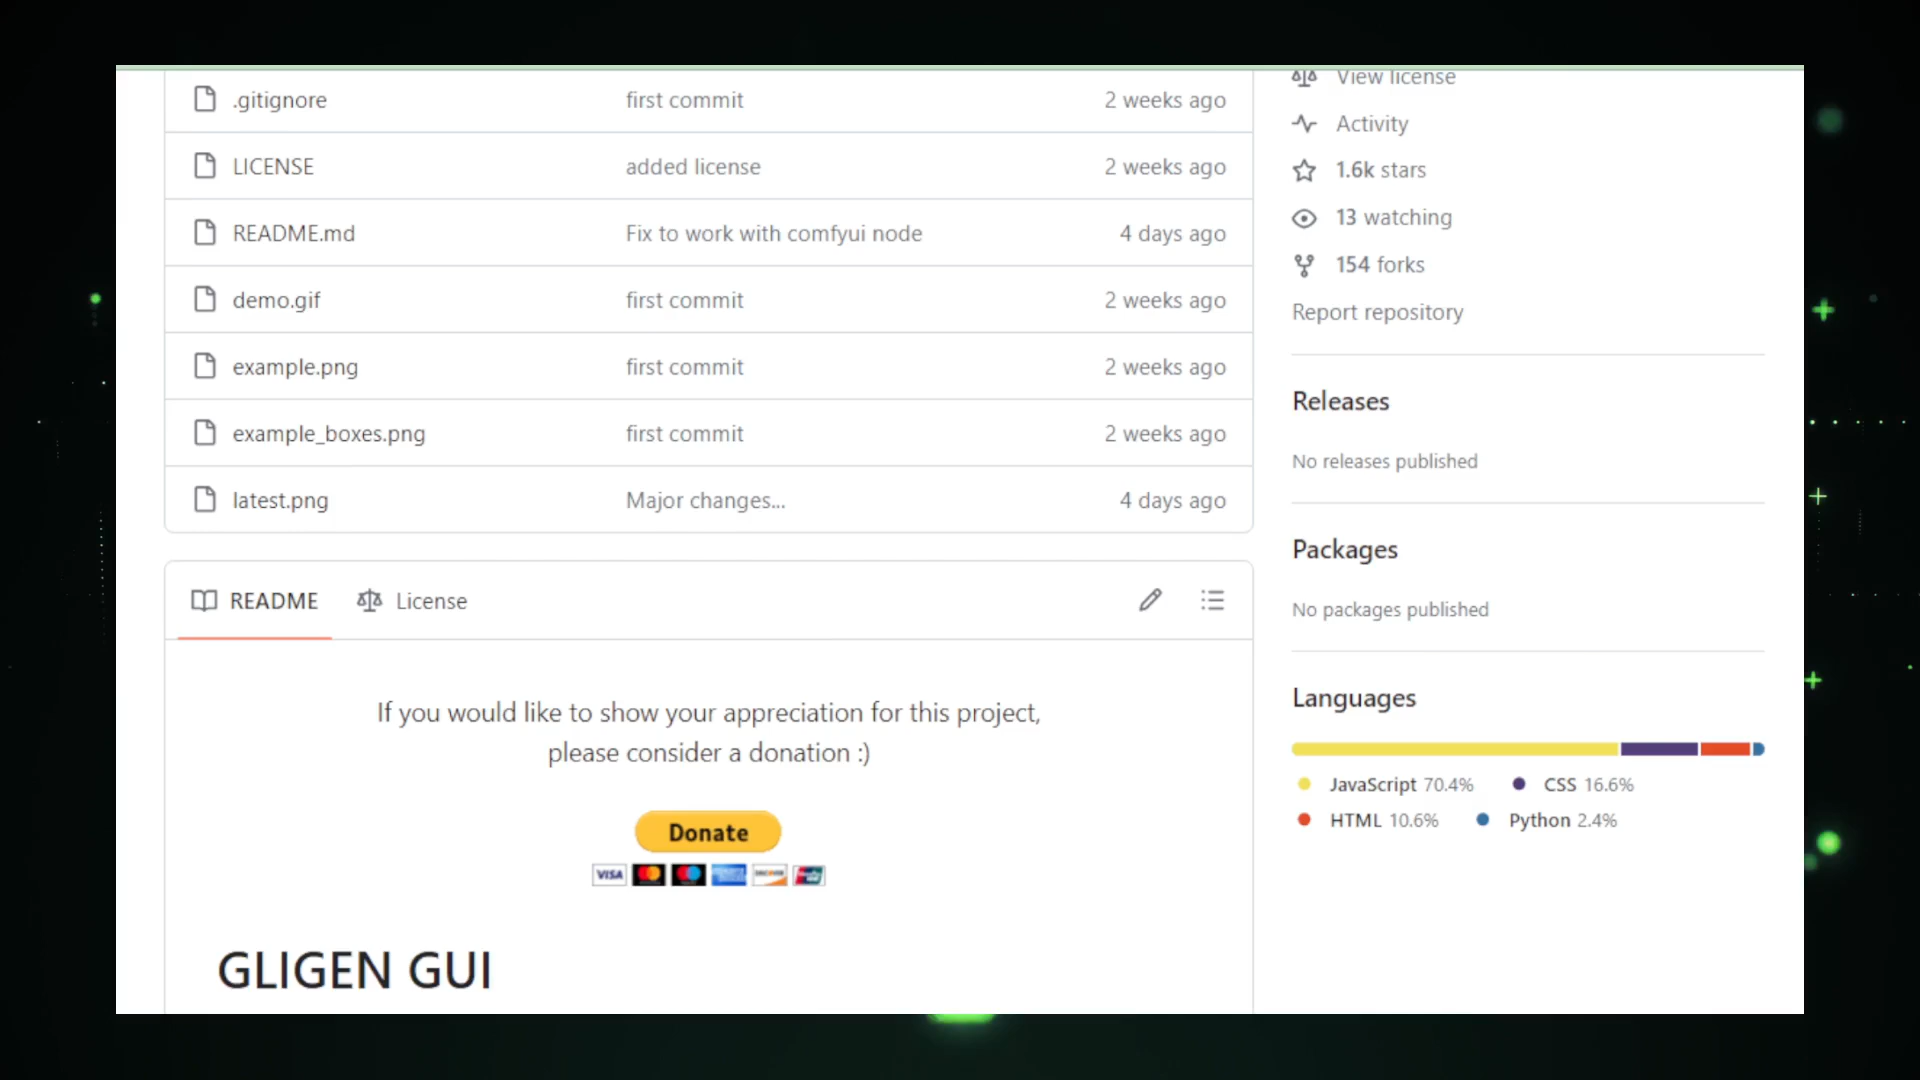 .gitignore first commit 2 weeks ago
LICENSE added license 2 weeks ago
README.md Fix to work with comfyui node 4 days ago
demo.gif first commit 2 weeks ago
example.png first commit 2 weeks ago
example_boxes.png first commit 2 weeks ago
latest.png Major changes... 4 days ago
README License
If you would like to show your appreciation for this project,
please consider a donation :)
Donate
VISA DISCOVER
GLIGEN GUI
View license
Activity
1.6k stars
13 watching
154 forks
Report repository
Releases
No releases published
Packages
No packages published
Languages
JavaScript 70.4% CSS 16.6%
HTML 10.6% Python 2.4%